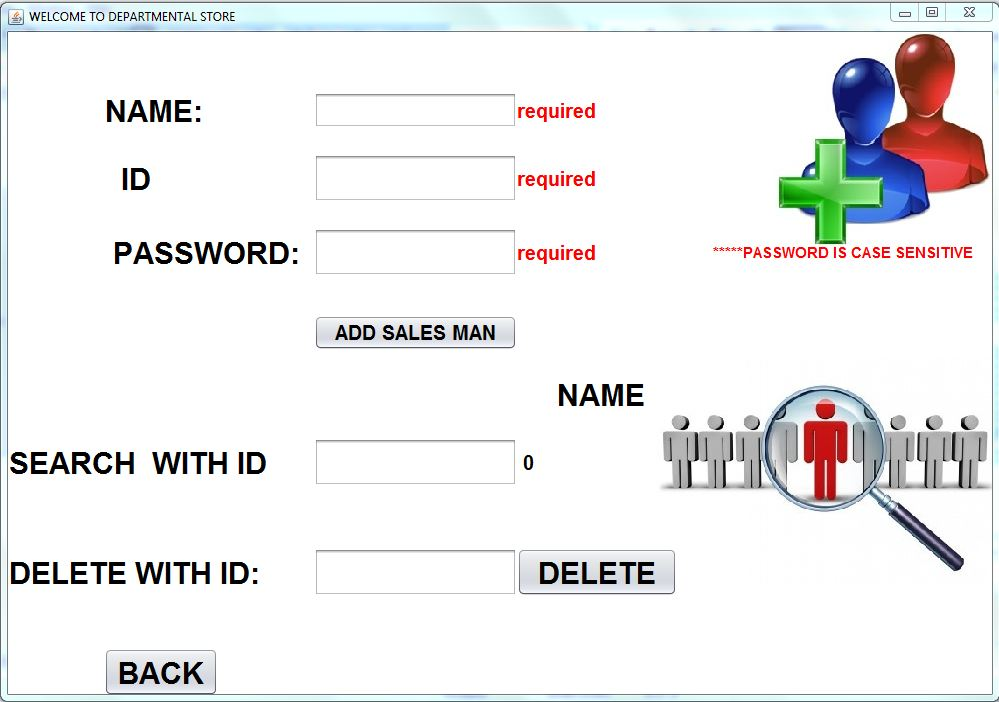 WELCOME TO DEPARTMENTAL STORE
NAME: required
ID required
PASSWORD: required
*****PASSWORD IS CASE SENSITIVE
ADD SALES MAN
NAME
SEARCH  WITH ID 0
DELETE WITH ID: DELETE
BACK